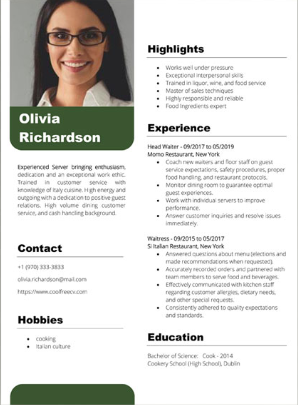 Olivia
Richardson
Experienced Server bringing enthusiasm,
dedication and an exceptional work ethic.
Trained in customer service with
knowledge of Italy cuisine. High energy and
outgoing with a dedication to positive guest
relations. High volume dining customer
service, and cash handling background.
Contact
+1 (970) 333-3833
olivia.richardson@mail.com
https://www.coolfreecv.com
Hobbies
• cooking
• Italian culture
Highlights
• Works well under pressure
• Exceptional interpersonal skills
• Trained in liquor, wine, and food service
• Master of sales techniques
• Highly responsible and reliable
• Food ingredients expert
Experience
Head Waiter - 09/2017 to 05/2019
Momo Restaurant, New York
• Coach new waiters and floor staff on guest
service expectations, safety procedures, proper
food handling, and restaurant protocols.
• Monitor dining room to guarantee optimal
guest experiences.
• Work with individual servers to improve
performance.
• Answer customer inquiries and resolve issues
immediately.
Waitress - 09/2015 to 05/2017
Si Italian Restaurant, New York
• Answered questions about menu (elections and
made recommendations when requested).
• Accurately recorded orders and partnered with
team members to serve food and beverages.
• Effectively communicated with kitchen staff
regarding customer allergies, dietary needs,
and other special requests.
• Consistently adhered to quality expectations
and standards.
Education
Bachelor of Science: Cook - 2014
Cookery School (High School), Dublin